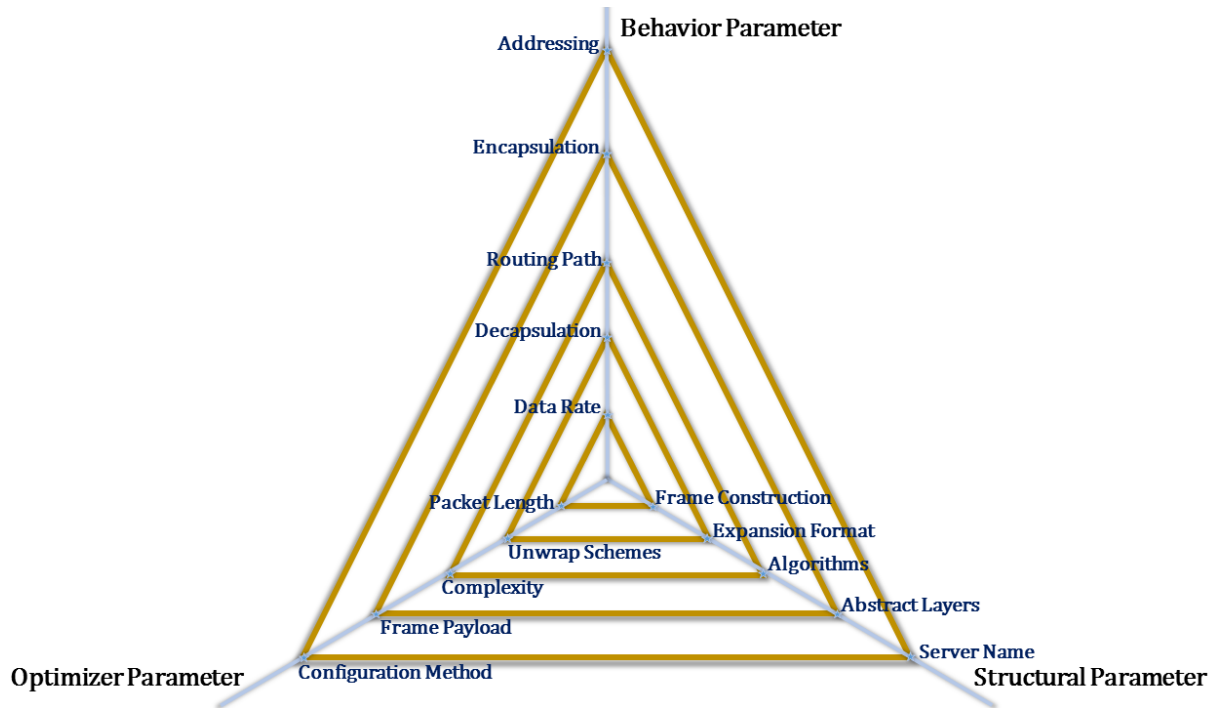 Behavior Parameter
Addressing
Encapsulation
Routing Path
Decapsulation
Data Rate
Packet Length
Frame Construction
Expansion Format
Unwrap Schemes
Algorithms
Complexity
Abstract Layers
Frame Payload
Server Name
Configuration Method
Optimizer Parameter
Structural Parameter